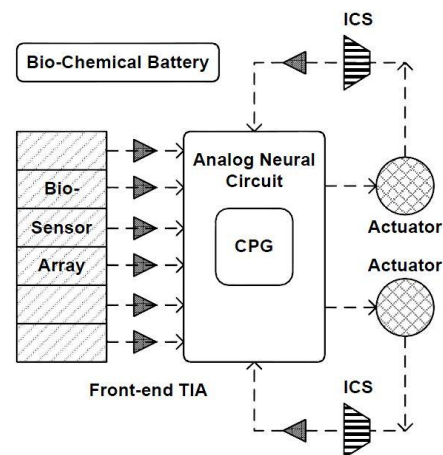 ICS
Bio-Chemical Battery
Analog Neural
Circuit
Bio-
Sensor
Array
CPG
Actuator
Actuator
Front-end TIA
ICS